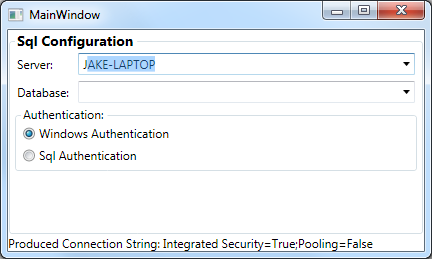 MainWindow
Sql Configuration
Server: JAKE-LAPTOP
Database:
Authentication:
Windows Authentication
Sql Authentication
Produced Connection String: Integrated Security=True;Pooling=False